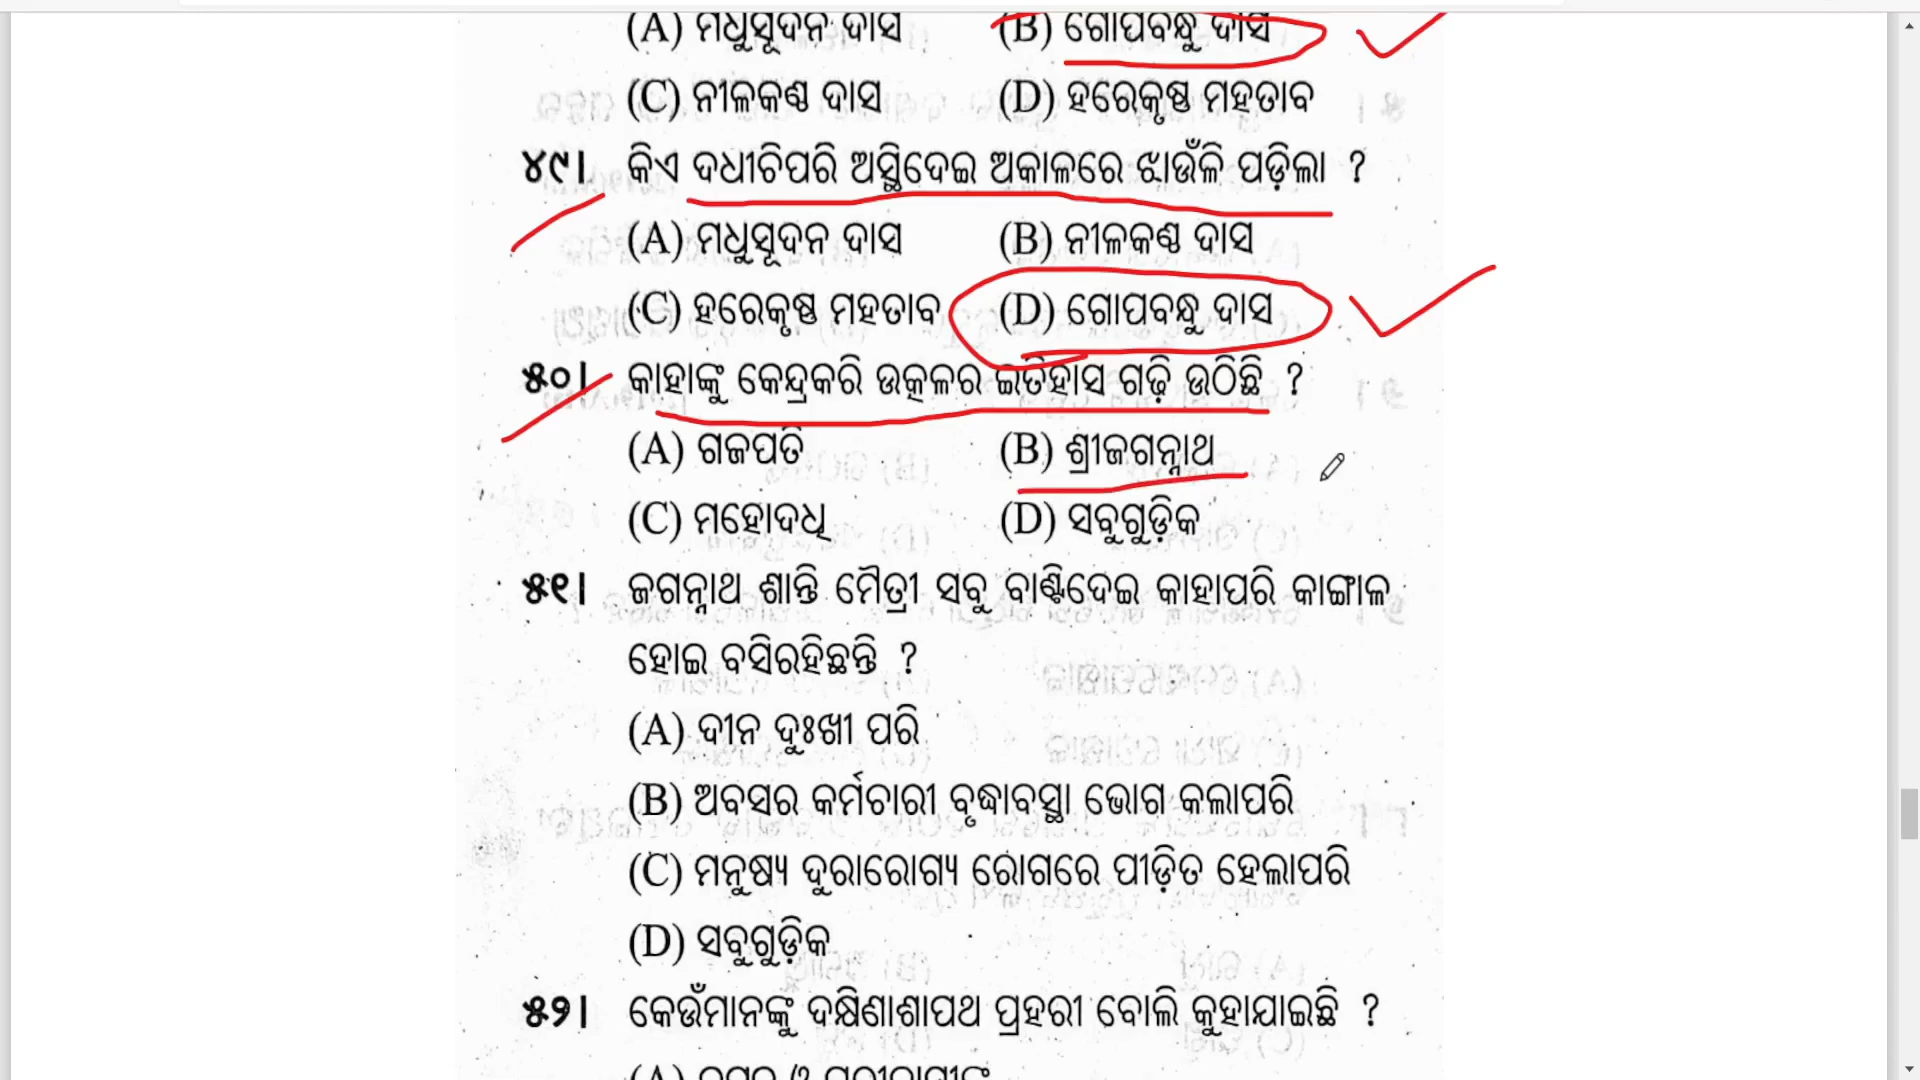 (A) ମଧୁସୂଦନ ଦାସ (B) ଗୋପବନ୍ଧୁ ଦାସ
(C) ନୀଳକଣ୍ଠ ଦାସ (D) ହରେକୃଷ୍ଣ ମହତାବ
୪୯। କିଏ ଦଧୀଚିପରି ଅସ୍ଥିଦେଇ ଅକାଳରେ ଝାଉଁଳି ପଡ଼ିଲା ?
(A) ମଧୁସୂଦନ ଦାସ (B) ନୀଳକଣ୍ଠ ଦାସ
(C) ହରେକୃଷ୍ଣ ମହତାବ (D) ଗୋପବନ୍ଧୁ ଦାସ
୫୦। କାହାଙ୍କୁ କେନ୍ଦ୍ରକରି ଉତ୍କଳର ଇତିହାସ ଗଢ଼ି ଉଠିଛି ?
(A) ଗଜପତି (B) ଶ୍ରୀଜଗନ୍ନାଥ
(C) ମହୋଦଧି (D) ସବୁଗୁଡ଼ିକ
୫୧। ଜଗନ୍ନାଥ ଶାନ୍ତି ମୈତ୍ରୀ ସବୁ ବାଣ୍ଟିଦେଇ କାହାପରି କାଙ୍ଗାଳ
ହୋଇ ବସିରହିଛନ୍ତି ?
(A) ଦୀନ ଦୁଃଖୀ ପରି
(B) ଅବସର କର୍ମଚାରୀ ବୃଦ୍ଧାବସ୍ଥା ଭୋଗ କଲାପରି
(C) ମନୁଷ୍ୟ ଦୁରାରୋଗ୍ୟ ରୋଗରେ ପୀଡ଼ିତ ହେଲାପରି
(D) ସବୁଗୁଡ଼ିକ
୫୨। କେଉଁମାନଙ୍କୁ ଦକ୍ଷିଣାଶାପଥ ପ୍ରହରୀ ବୋଲି କୁହାଯାଇଛି ?
(A)